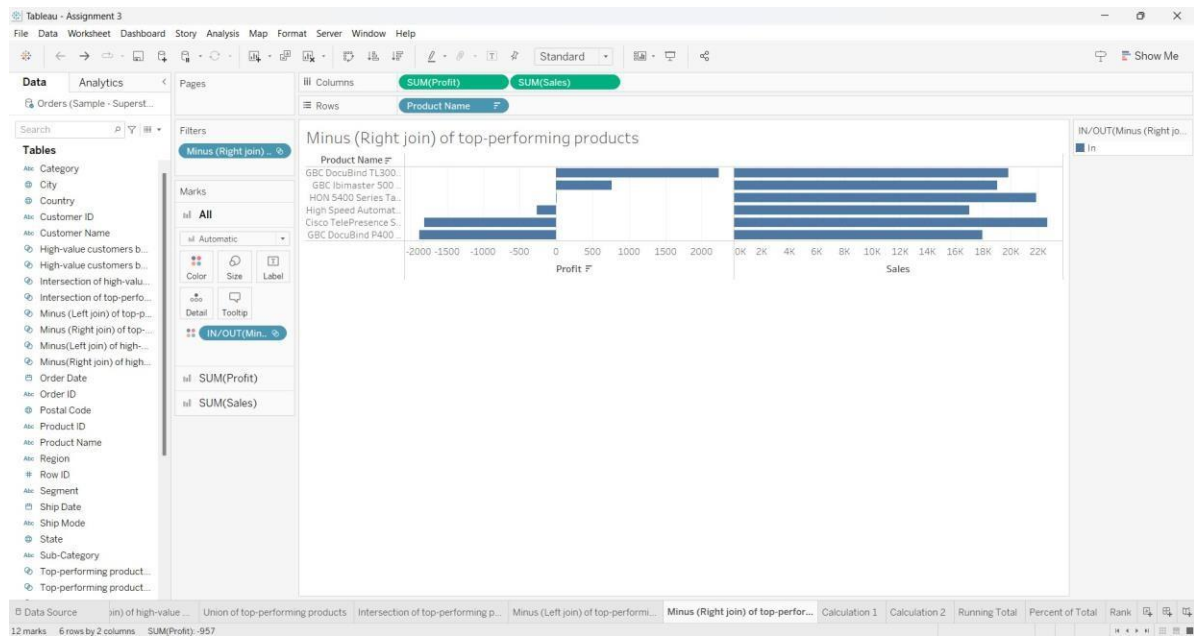 Tableau - Assignment 3
File Data Worksheet Dashboard Story Analysis Map Format Server Window Help
Standard
Show Me
Data Analytics
Orders (Sample - Superst...
Search
Tables
Abc Category
City
Country
Abc Customer ID
Abc Customer Name
High-value customers b...
High-value customers b...
Intersection of high-valu...
Intersection of top-perfo...
Minus (Left join) of top-p...
Minus (Right join) of top-...
Minus(Left join) of high-...
Minus(Right join) of high...
Order Date
Abc Order ID
Postal Code
Abc Product ID
Abc Product Name
Abc Region
# Row ID
Abc Segment
Ship Date
Abc Ship Mode
State
Abc Sub-Category
Top-performing product...
Top-performing product...
Pages
Filters
Minus (Right join) ..
Marks
All
Automatic
Color Size Label
Detail Tooltip
IN/OUT(Min..
SUM(Profit)
SUM(Sales)
Columns SUM(Profit) SUM(Sales)
Rows Product Name
Minus (Right join) of top-performing products
Product Name
GBC DocuBind TL300..
GBC Ibimaster 500 ..
HON 5400 Series Ta..
High Speed Automat..
Cisco TelePresence S..
GBC DocuBind P400 ..
-2000 -1500 -1000 -500 0 500 1000 1500 2000
Profit
0K 2K 4K 6K 8K 10K 12K 14K 16K 18K 20K 22K
Sales
IN/OUT(Minus (Right jo...
In
Data Source oin) of high-value ... Union of top-performing products Intersection of top-performing p... Minus (Left join) of top-performi... Minus (Right join) of top-perfor... Calculation 1 Calculation 2 Running Total Percent of Total Rank
12 marks 6 rows by 2 columns SUM(Profit): -957